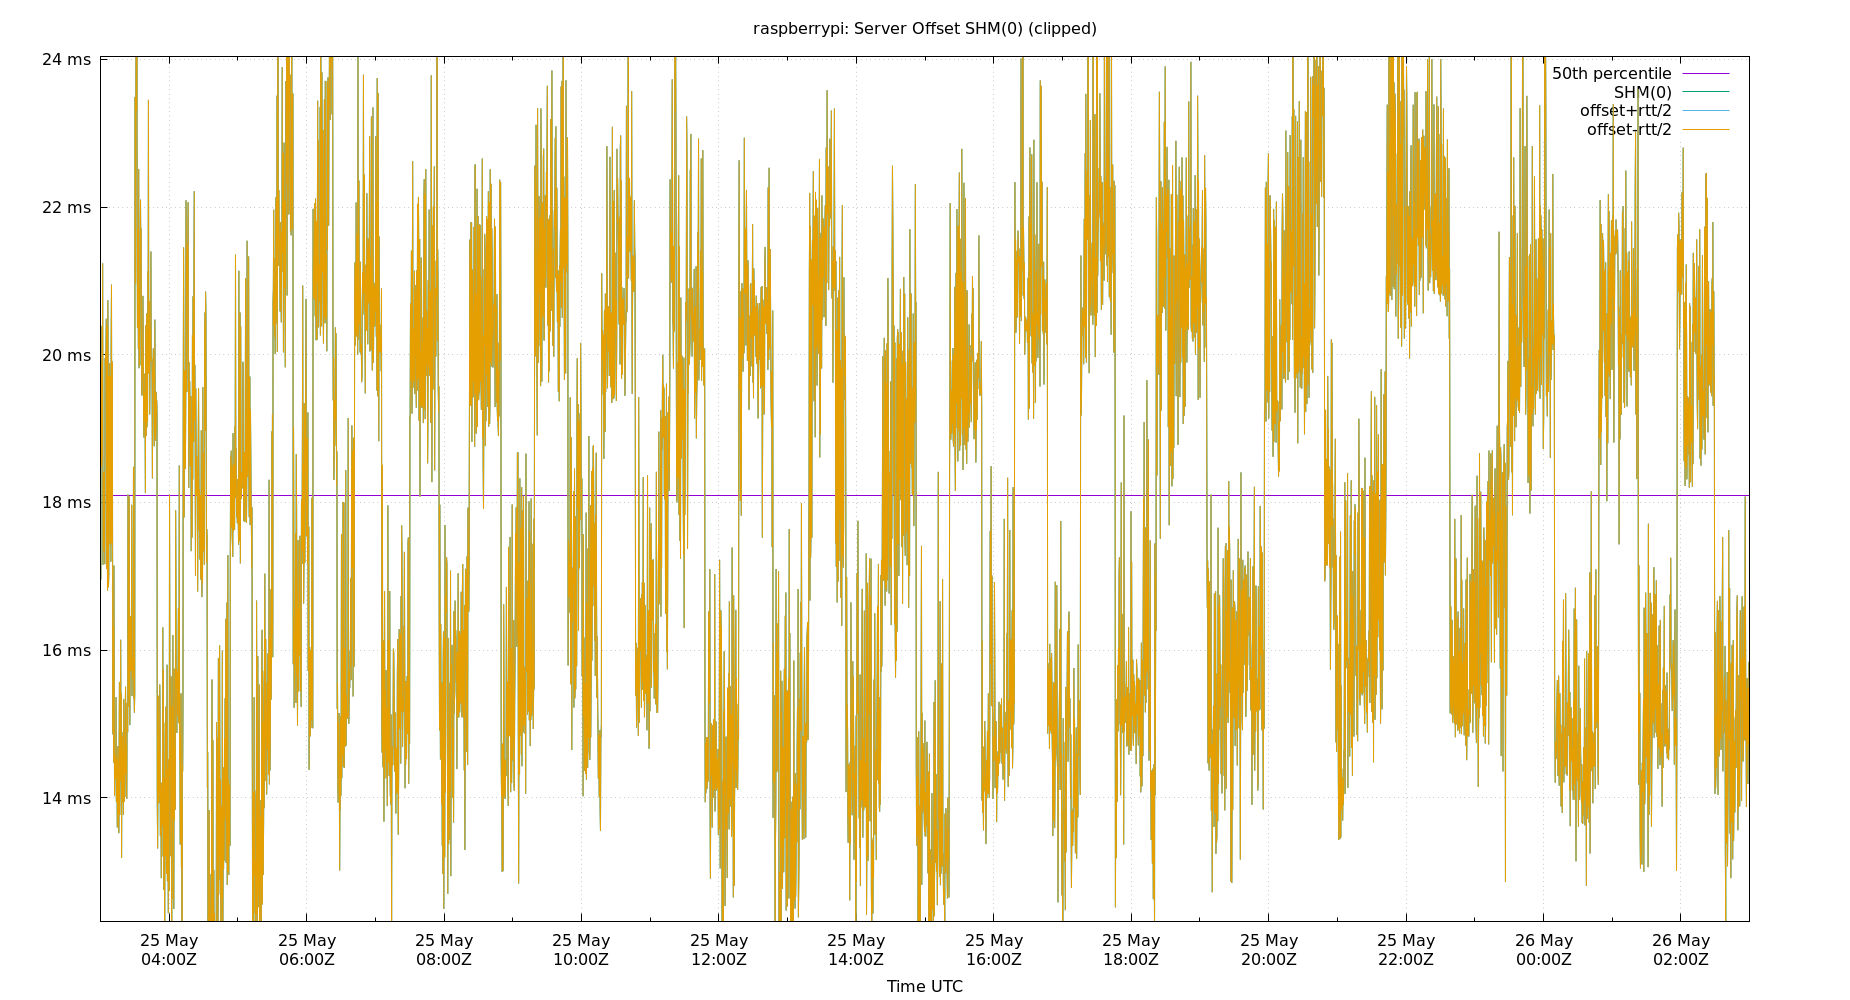 raspberrypi: Server Offset SHM(0) (clipped)
24 ms
22 ms
20 ms
18 ms
16 ms
14 ms
50th percentile
SHM(0)
offset+rtt/2
offset-rtt/2
25 May 25 May 25 May 25 May 25 May 25 May 25 May 25 May 25 May 25 May 26 May 26 May
04:00Z 06:00Z 08:00Z 10:00Z 12:00Z 14:00Z 16:00Z 18:00Z 20:00Z 22:00Z 00:00Z 02:00Z
Time UTC